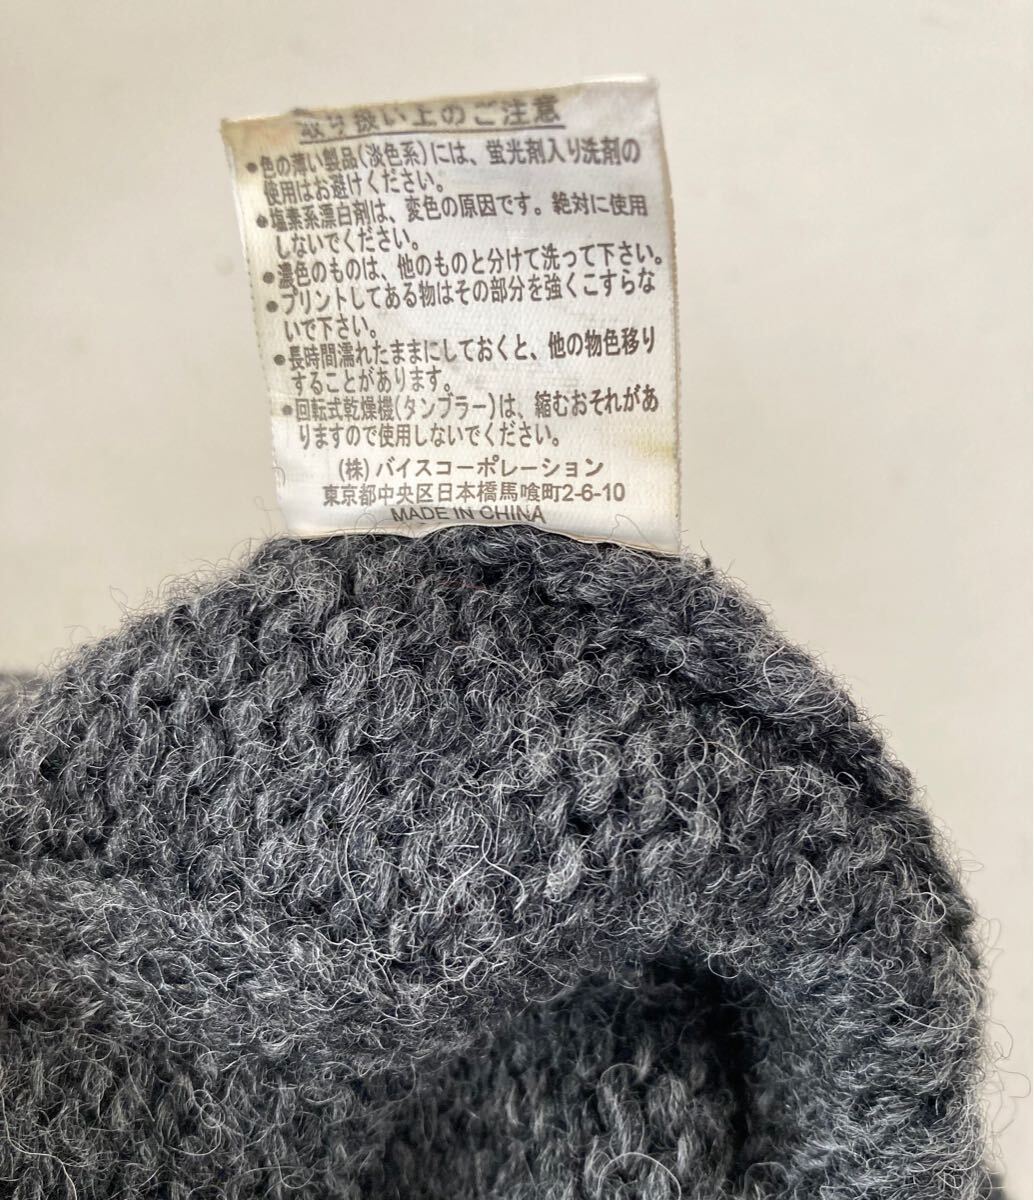 取り扱い上のご注意
●色の薄い製品(淡色系)には、蛍光剤入り洗剤の
使用はお避けください。
●塩素系漂白剤は、変色の原因です。絶対に使用
しないでください。
●濃色のものは、他のものと分けて洗って下さい。
●プリントしてある物はその部分を強くこすらな
いで下さい。
●長時間濡れたままにしておくと、他の物色移り
することがあります。
●回転式乾燥機(タンブラー)は、縮むおそれがあ
りますので使用しないでください。
(株)バイスコーポレーション
東京都中央区日本橋馬喰町2-6-10
MADE IN CHINA